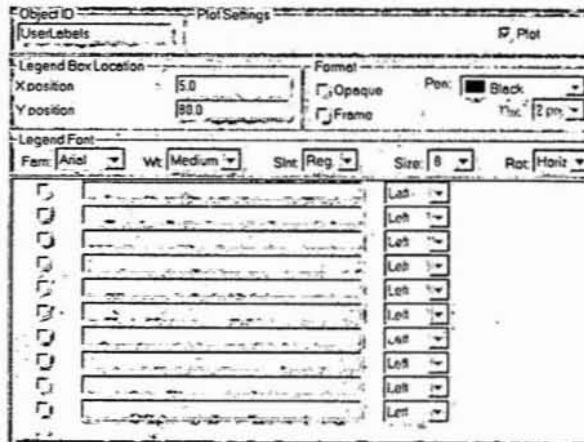 Object ID Plot Settings
UserLabels Plot
Legend Box Location Format
X position 5.0 Opaque Pen: Black
Y position 80.0 Frame 2
Legend Font
Fam: Arial Wt: Medium Slnt: Reg. Size: 8 Rot: Horiz
Left
Left
Left
Left
Left
Left
Left
Left
Left
Left